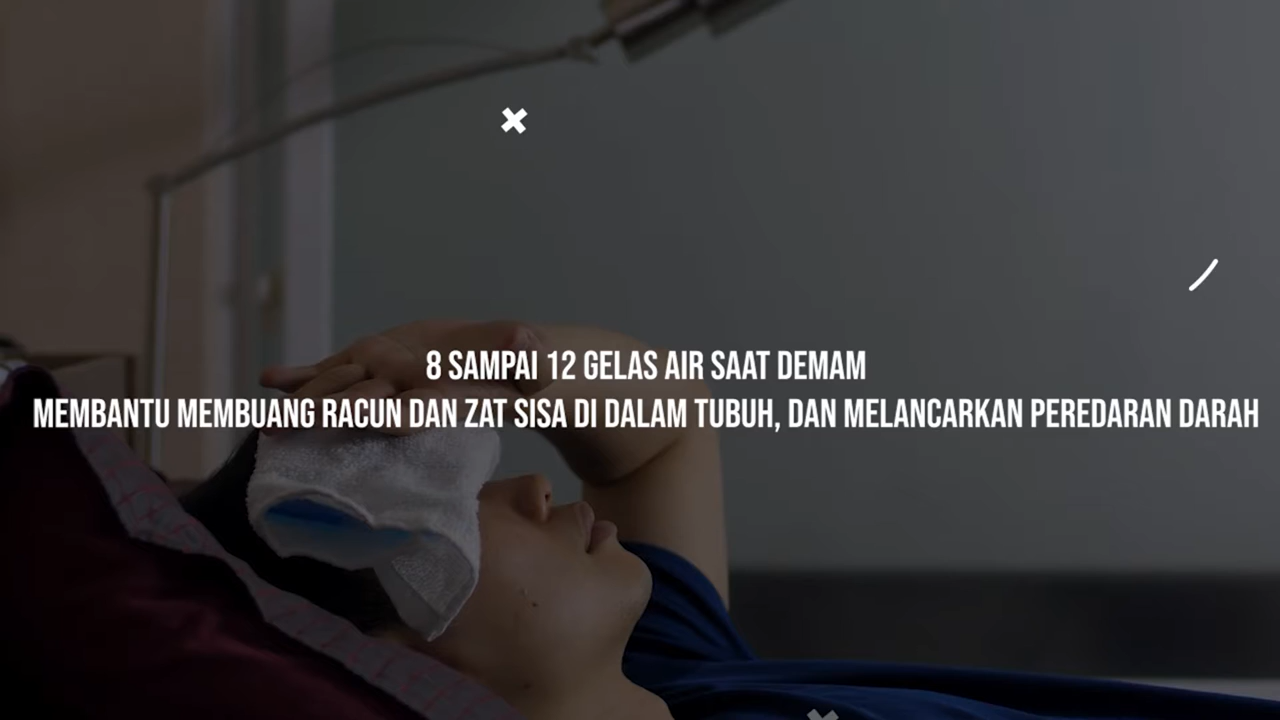 8 SAMPAI 12 GELAS AIR SAAT DEMAM
MEMBANTU MEMBUANG RACUN DAN ZAT SISA DI DALAM TUBUH, DAN MELANCARKAN PEREDARAN DARAH